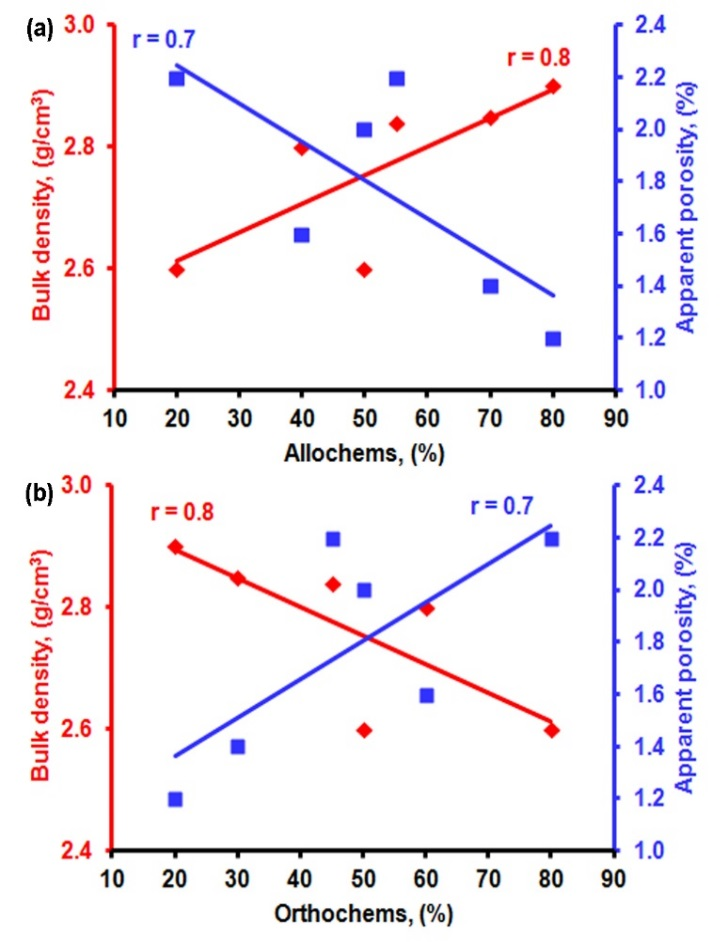 (a)
r = 0.7
r = 0.8
Bulk density, (g/cm³)
3.0
2.8
2.6
2.4
2.4
2.2
2.0
1.8
1.6
1.4
1.2
1.0
Apparent porosity, (%)
10 20 30 40 50 60 70 80 90
Allochems, (%)
(b)
r = 0.8
r = 0.7
Bulk density, (g/cm³)
3.0
2.8
2.6
2.4
2.4
2.2
2.0
1.8
1.6
1.4
1.2
1.0
Apparent porosity, (%)
10 20 30 40 50 60 70 80 90
Orthochems, (%)